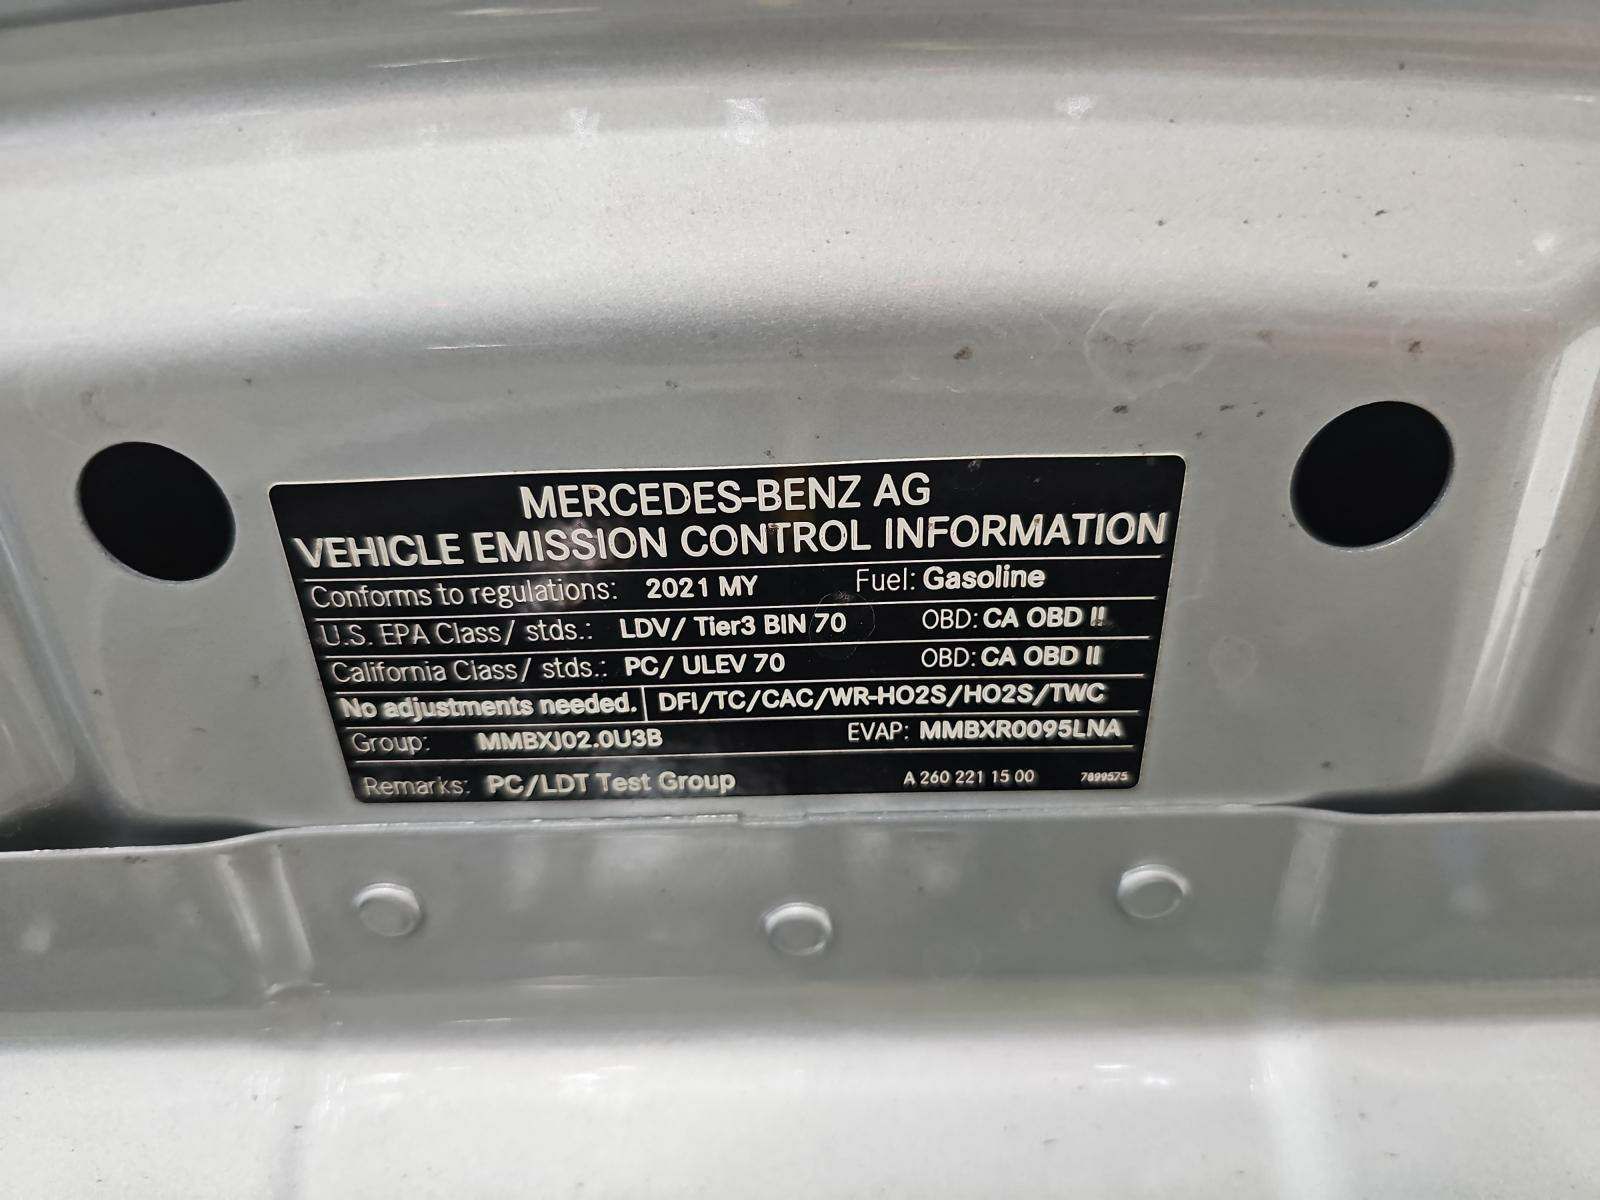 MERCEDES-BENZ AG
VEHICLE EMISSION CONTROL INFORMATION
Conforms to regulations: 2021 MY Fuel: Gasoline
U.S. EPA Class/ stds.: LDV/ Tier3 BIN 70 OBD: CA OBD II
California Class/ stds.: PC/ ULEV 70 OBD: CA OBD II
No adjustments needed. DFI/TC/CAC/WR-HO2S/HO2S/TWC
Group: MMBXJ02.0U3B EVAP: MMBXR0095LNA
Remarks: PC/LDT Test Group A 260 221 15 00 7899575